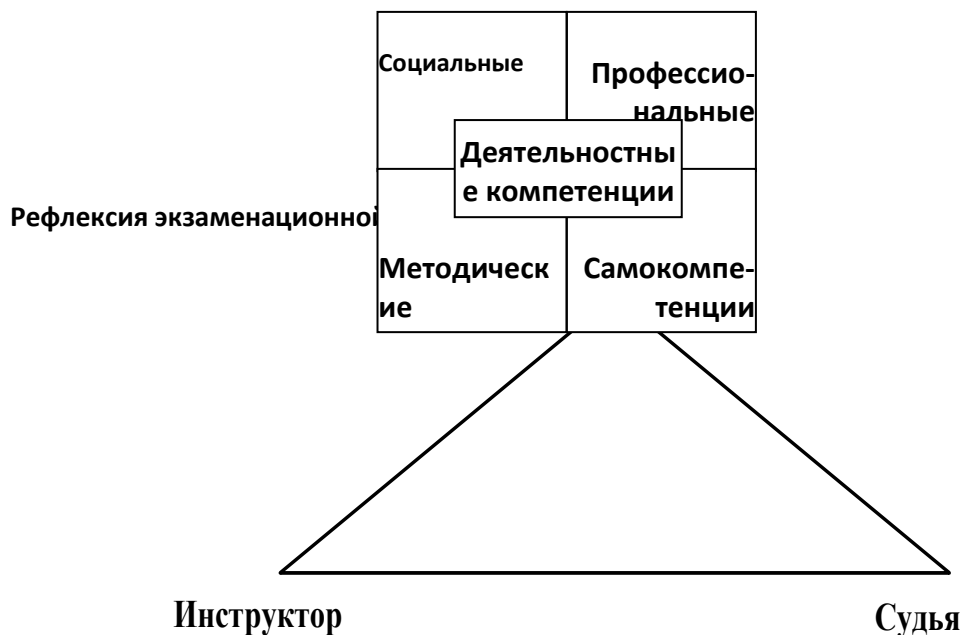 Социальные
Профессио-
нальные
Деятельностны
е компетенции
Рефлексия экзаменационной
Методическ
ие
Самокомпе-
тенции
Инструктор
Судья